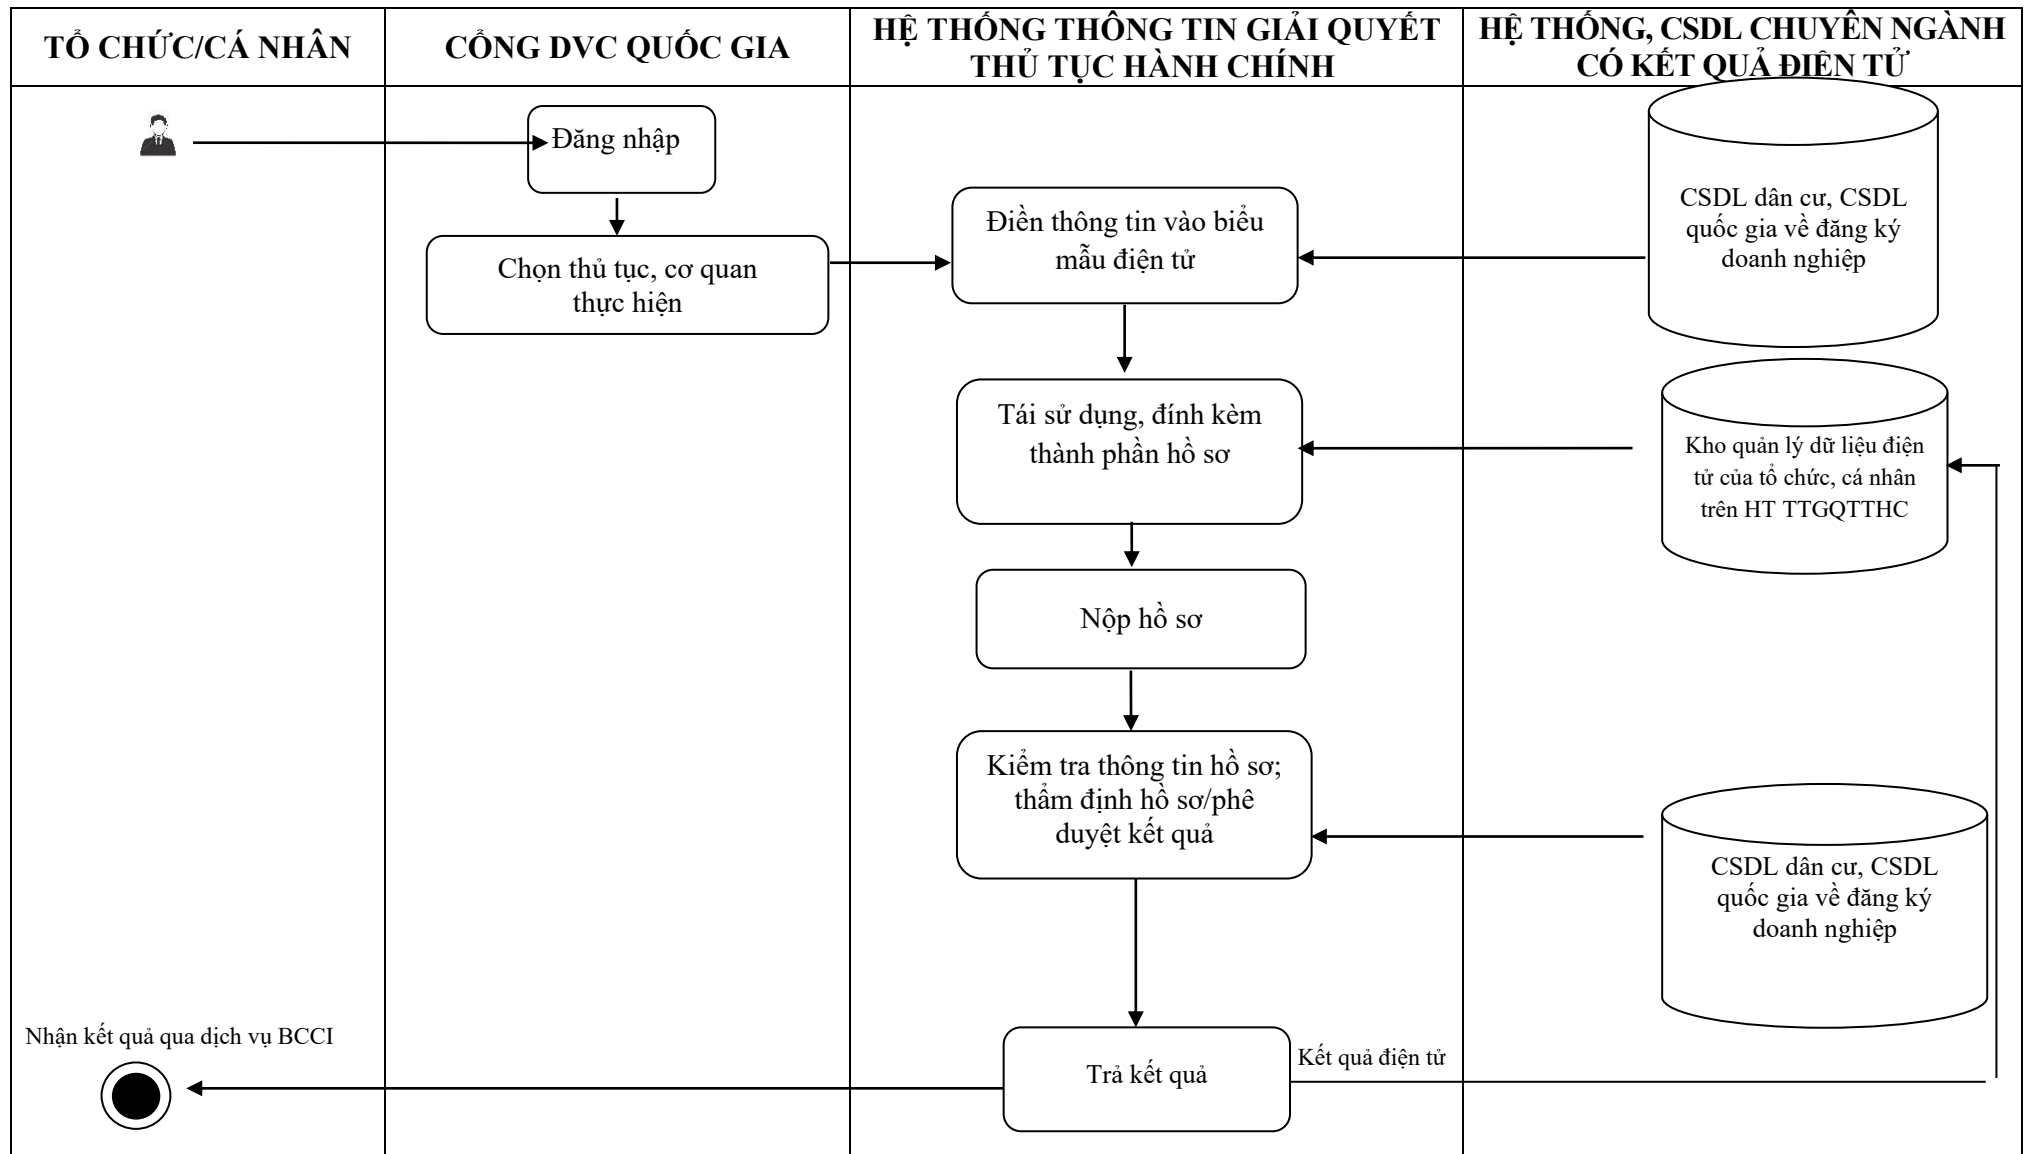 TỔ CHỨC/CÁ NHÂN
CỔNG DVC QUỐC GIA
HỆ THỐNG THÔNG TIN GIẢI QUYẾT
THỦ TỤC HÀNH CHÍNH
HỆ THỐNG, CSDL CHUYÊN NGÀNH
CÓ KẾT QUẢ ĐIỆN TỬ
Đăng nhập
Chọn thủ tục, cơ quan
thực hiện
Điền thông tin vào biểu
mẫu điện tử
CSDL dân cư, CSDL
quốc gia về đăng ký
doanh nghiệp
Tái sử dụng, đính kèm
thành phần hồ sơ
Kho quản lý dữ liệu điện
tử của tổ chức, cá nhân
trên HT TTGQTTHC
Nộp hồ sơ
Kiểm tra thông tin hồ sơ;
thẩm định hồ sơ/phê
duyệt kết quả
CSDL dân cư, CSDL
quốc gia về đăng ký
doanh nghiệp
Nhận kết quả qua dịch vụ BCCI
Trả kết quả
Kết quả điện tử